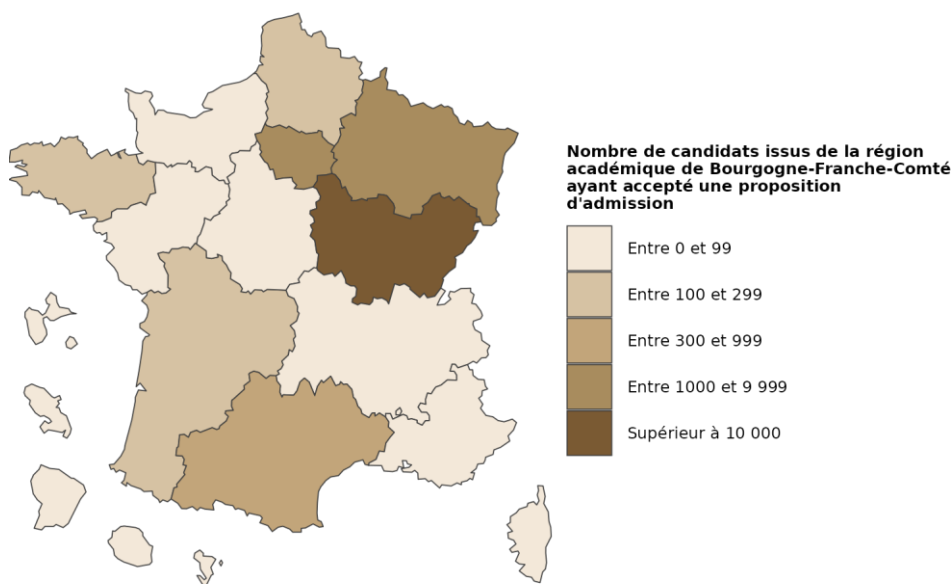 Nombre de candidats issus de la région
académique de Bourgogne-Franche-Comté
ayant accepté une proposition
d'admission
Entre 0 et 99
Entre 100 et 299
Entre 300 et 999
Entre 1000 et 9 999
Supérieur à 10 000